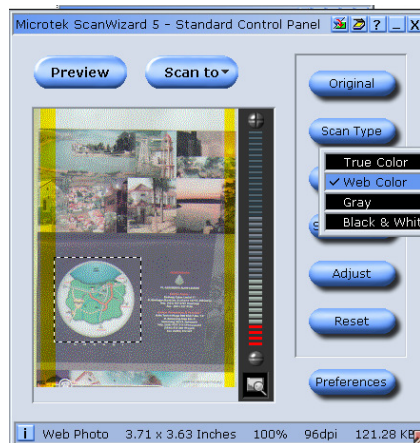 Microtek ScanWizard 5 - Standard Control Panel
? _ X
Preview
Scan to
Original
Scan Type
True Color
✓ Web Color
Gray
Black & Whit
Adjust
Reset
Preferences
i Web Photo 3.71 x 3.63 Inches 100% 96dpi 121.28 KB